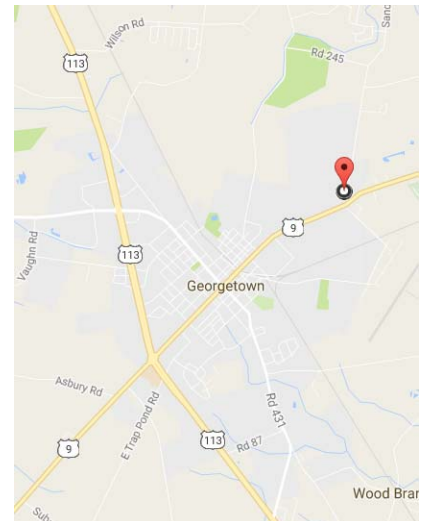 Sand
Wilson Rd
Rd 245
113
9
Vaughn Rd
113
Georgetown
Asbury Rd
E Trap Pond Rd
Rd 431
113
Rd 87
9
Wood Bran
Sub